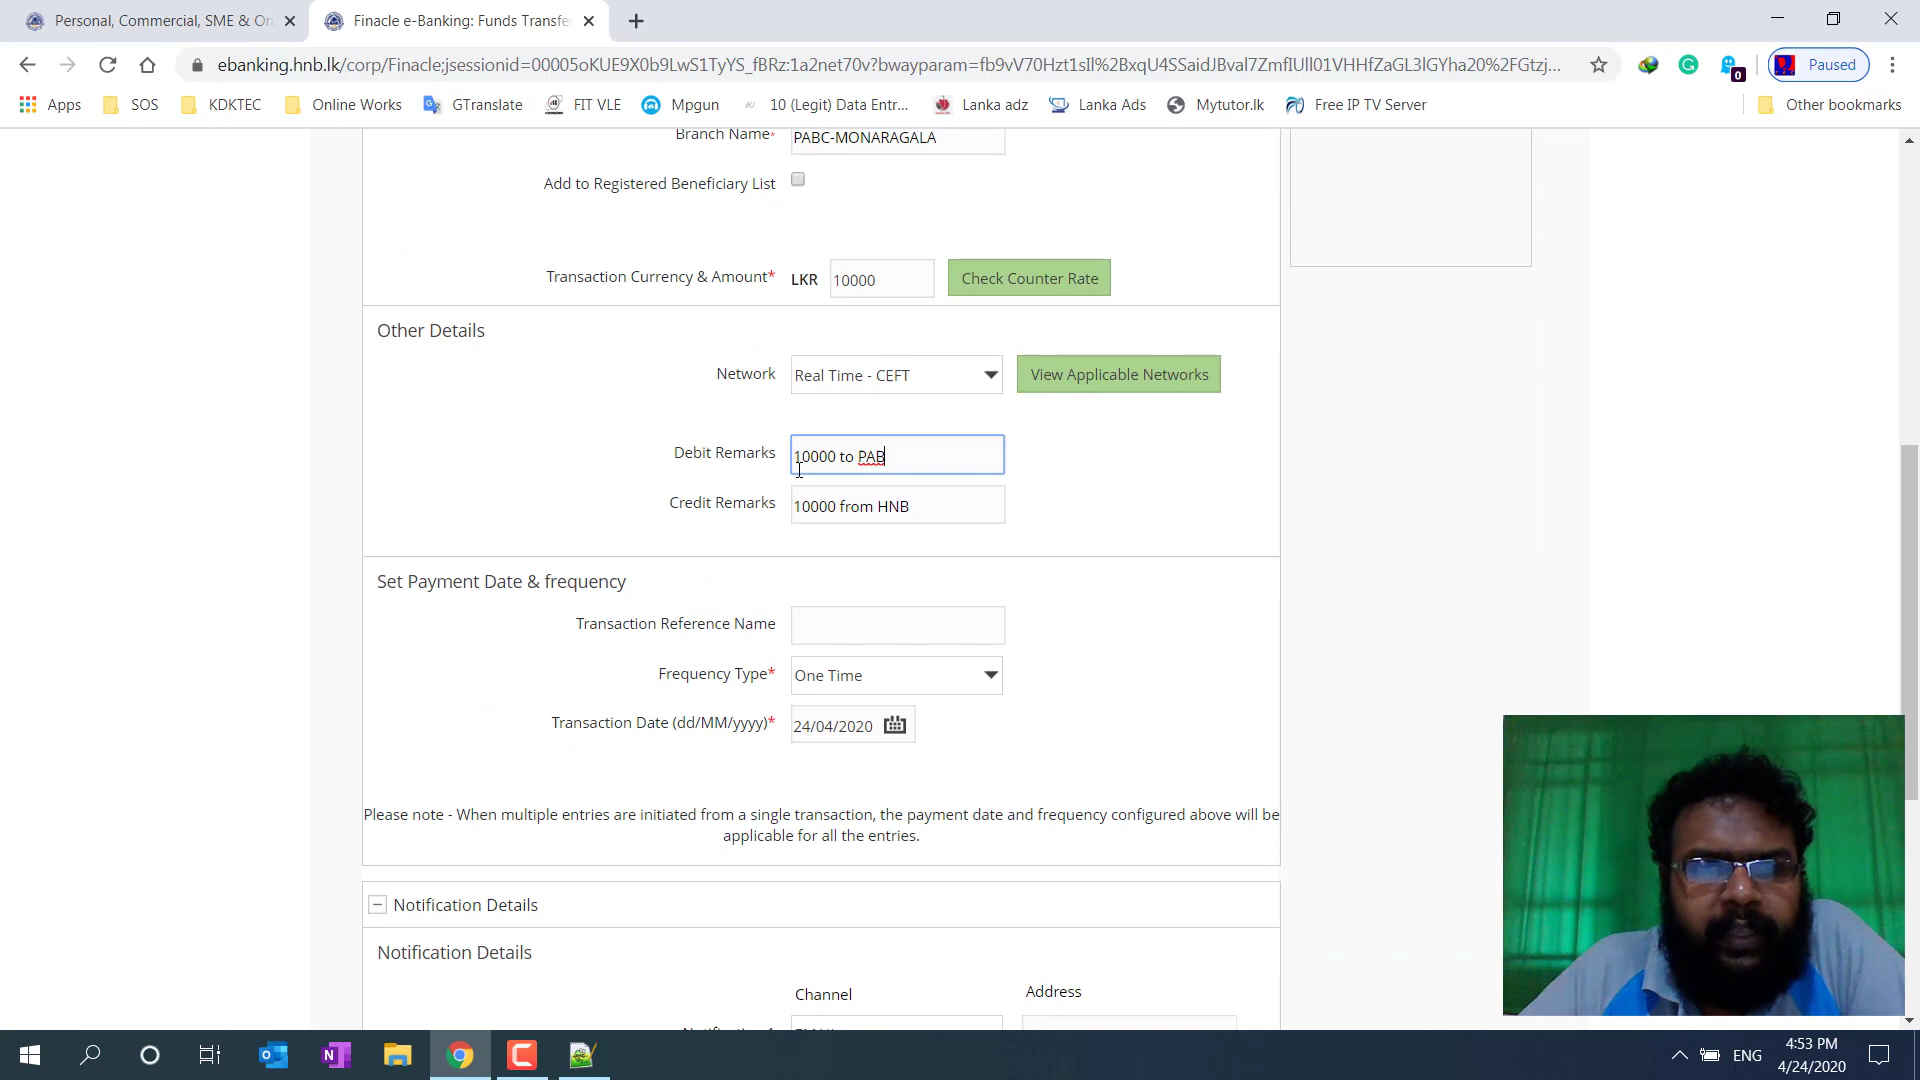 Personal, Commercial, SME & On
Finacle e-Banking: Funds Transfe
ebanking.hnb.lk/corp/Finacle;jsessionid=00005oKUE9X0b9LwS1TyYS_fBRz:1a2net70v?bwayparam=fb9vV70Hzt1sIl%2BxqU4SSaidJBval7ZmfIUll01VHHfZaGL3lGYha20%2FGtzj...
0
Paused
Apps
SOS
KDKTEC
Online Works
GTranslate
FIT VLE
Mpgun
10 (Legit) Data Entr...
Lanka adz
Lanka Ads
Mytutor.lk
Free IP TV Server
Other bookmarks
Branch Name*
PABC-MONARAGALA
Add to Registered Beneficiary List
Transaction Currency & Amount*
LKR
10000
Check Counter Rate
Other Details
Network
Real Time - CEFT
View Applicable Networks
Debit Remarks
10000 to PAB
Credit Remarks
10000 from HNB
Set Payment Date & frequency
Transaction Reference Name
Frequency Type*
One Time
Transaction Date (dd/MM/yyyy)*
24/04/2020
Please note - When multiple entries are initiated from a single transaction, the payment date and frequency configured above will be
applicable for all the entries.
Notification Details
Notification Details
Channel
Address
ENG
4:53 PM
4/24/2020